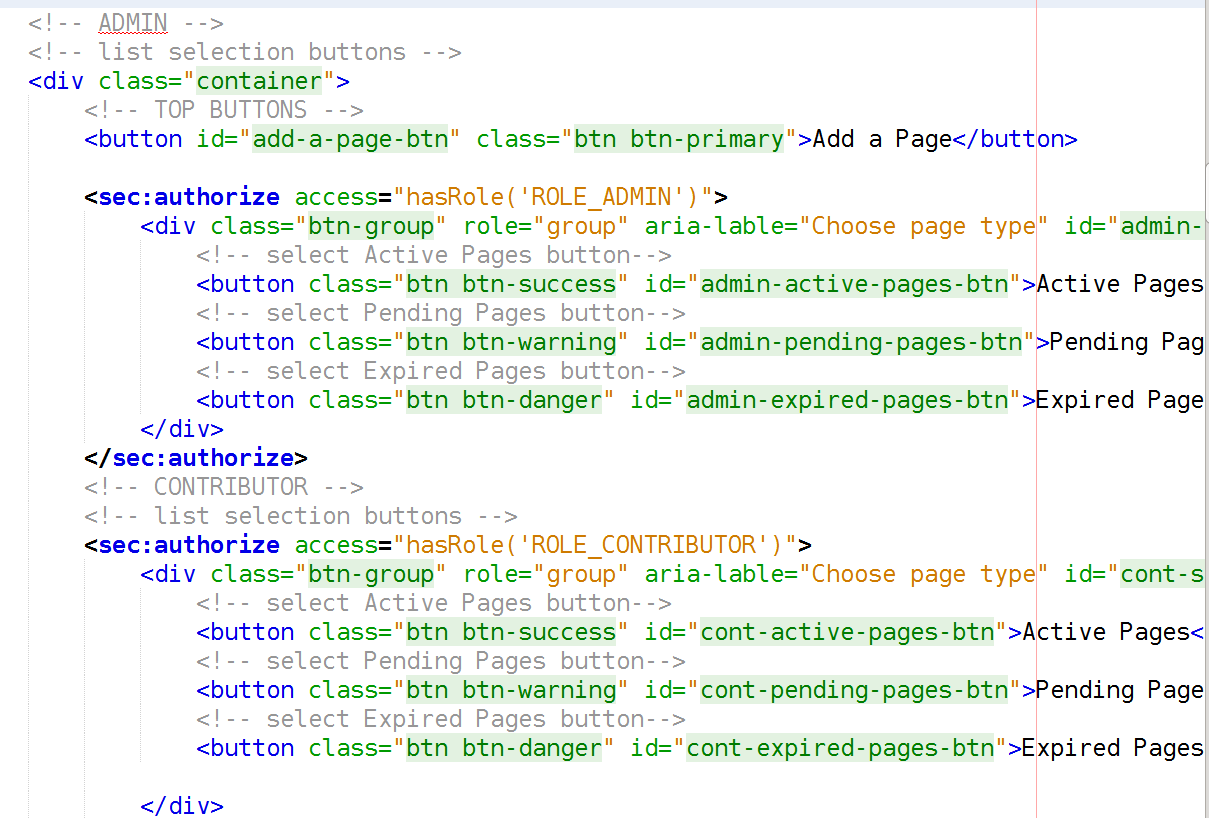 <!-- ADMIN -->
<!-- list selection buttons -->
<div class="container">
<!-- TOP BUTTONS -->
<button id="add-a-page-btn" class="btn btn-primary">Add a Page</button>
<sec:authorize access="hasRole('ROLE_ADMIN')">
<div class="btn-group" role="group" aria-lable="Choose page type" id="admin-
<!-- select Active Pages button-->
<button class="btn btn-success" id="admin-active-pages-btn">Active Pages
<!-- select Pending Pages button-->
<button class="btn btn-warning" id="admin-pending-pages-btn">Pending Pag
<!-- select Expired Pages button-->
<button class="btn btn-danger" id="admin-expired-pages-btn">Expired Page
</div>
</sec:authorize>
<!-- CONTRIBUTOR -->
<!-- list selection buttons -->
<sec:authorize access="hasRole('ROLE_CONTRIBUTOR')">
<div class="btn-group" role="group" aria-lable="Choose page type" id="cont-s
<!-- select Active Pages button-->
<button class="btn btn-success" id="cont-active-pages-btn">Active Pages<
<!-- select Pending Pages button-->
<button class="btn btn-warning" id="cont-pending-pages-btn">Pending Page
<!-- select Expired Pages button-->
<button class="btn btn-danger" id="cont-expired-pages-btn">Expired Pages
</div>